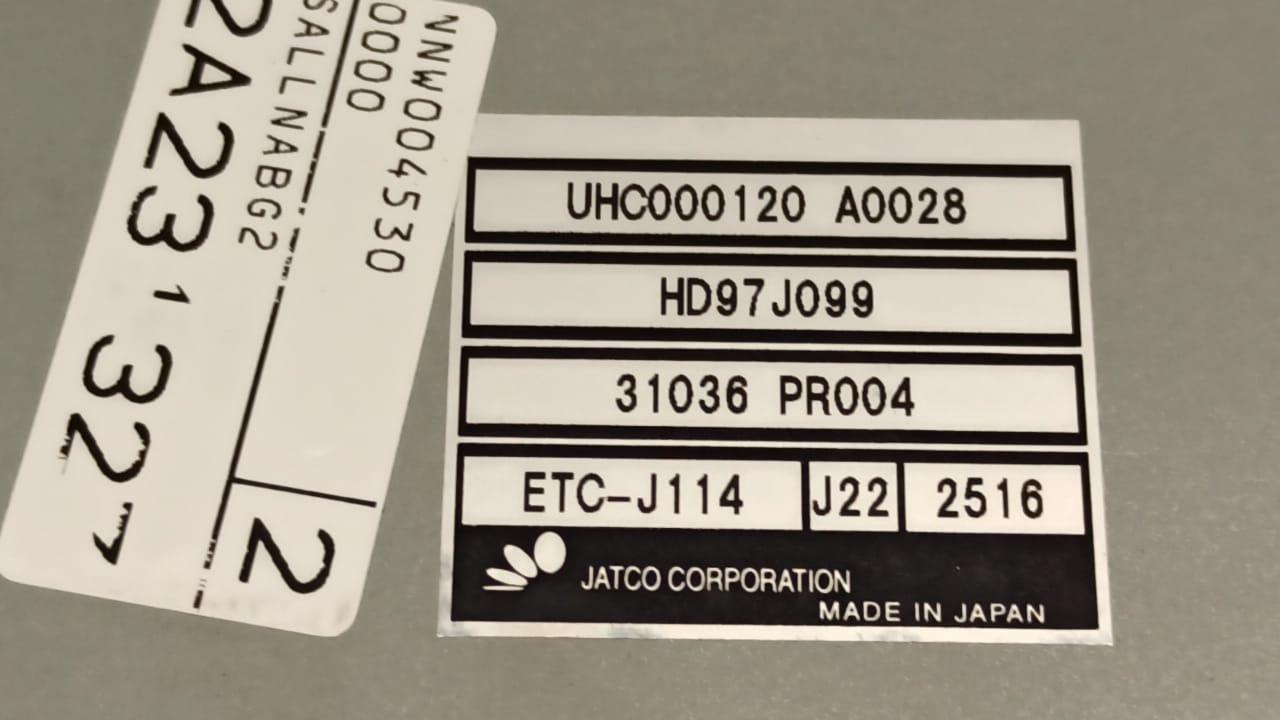 NNW004530
0000
SALLNABG2
2A23'32"
2
UHC000120 A0028
HD97J099
31036 PR004
ETC-J114 J22 2516
JATCO CORPORATION
MADE IN JAPAN